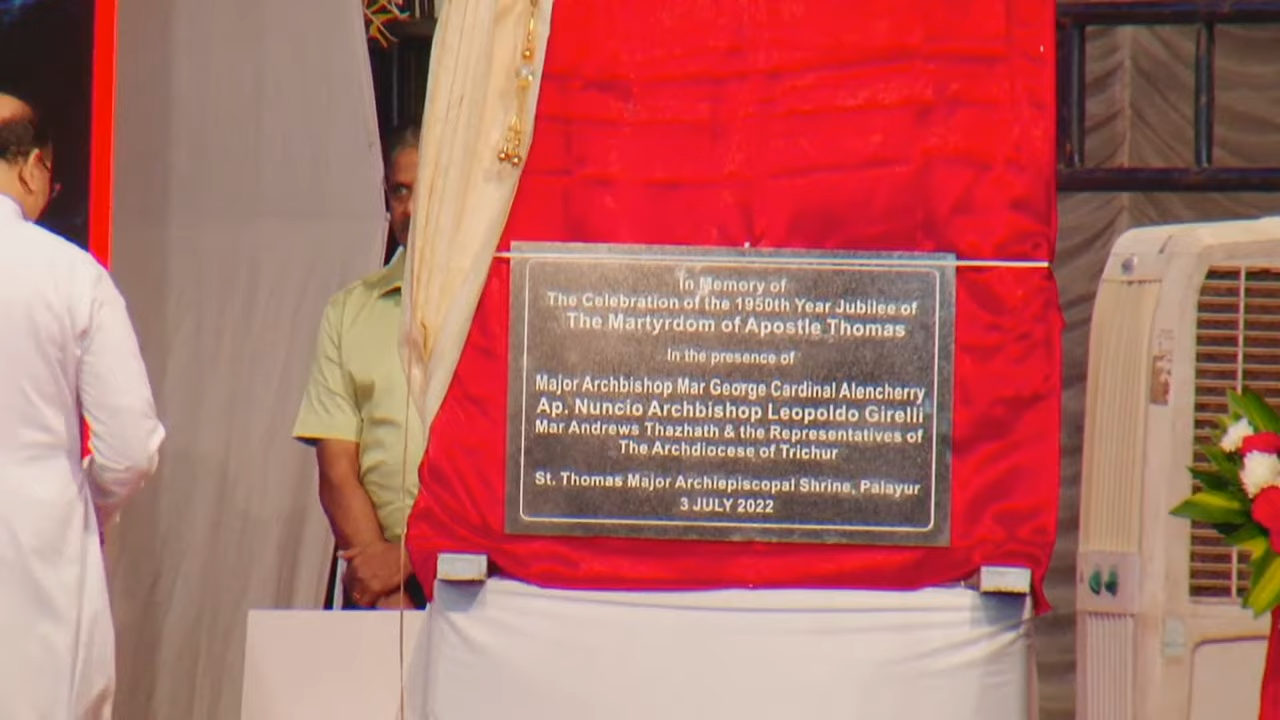 In Memory of
The Celebration of the 1950th Year Jubilee of
The Martyrdom of Apostle Thomas
In the presence of
Major Archbishop Mar George Cardinal Alencherry
Ap. Nuncio Archbishop Leopoldo Girelli
Mar Andrews Thazhath & the Representatives of
The Archdiocese of Trichur
St. Thomas Major Archiepiscopal Shrine, Palayur
3 JULY 2022